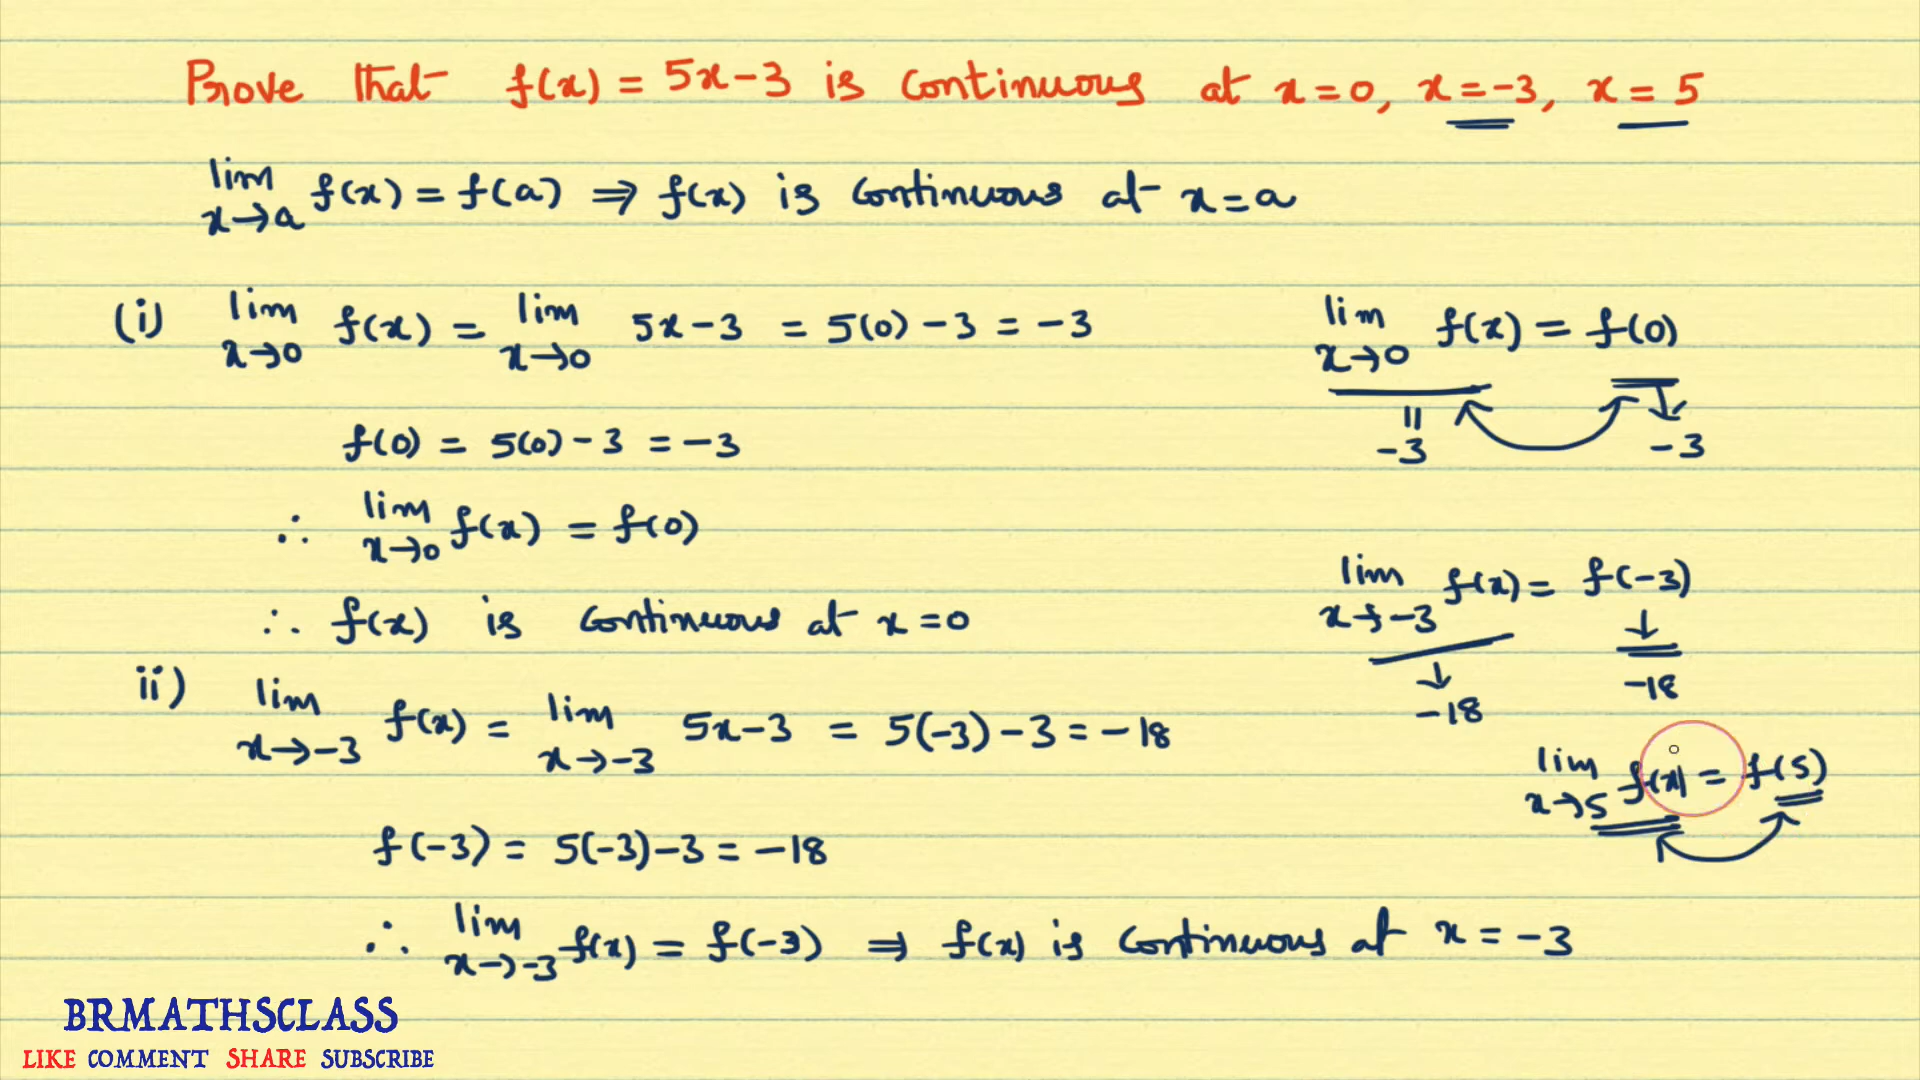 Prove that f(x) = 5x-3 is continuous at x=0, x=-3, x=5
lim x→a f(x) = f(a) ⇒ f(x) is continuous at x=a
(i) lim x→0 f(x) = lim x→0 5x-3 = 5(0)-3 = -3
f(0) = 5(0)-3 = -3
∴ lim x→0 f(x) = f(0)
∴ f(x) is continuous at x=0
ii) lim x→-3 f(x) = lim x→-3 5x-3 = 5(-3)-3 = -18
f(-3) = 5(-3)-3 = -18
∴ lim x→-3 f(x) = f(-3) ⇒ f(x) is continuous at x = -3
lim x→0 f(x) = f(0)
= -3 ↓ -3
lim x→-3 f(x) = f(-3)
↓ -18 ↓ -18
lim x→5 f(x) = f(5)
BRMATHSCLASS
LIKE COMMENT SHARE SUBSCRIBE